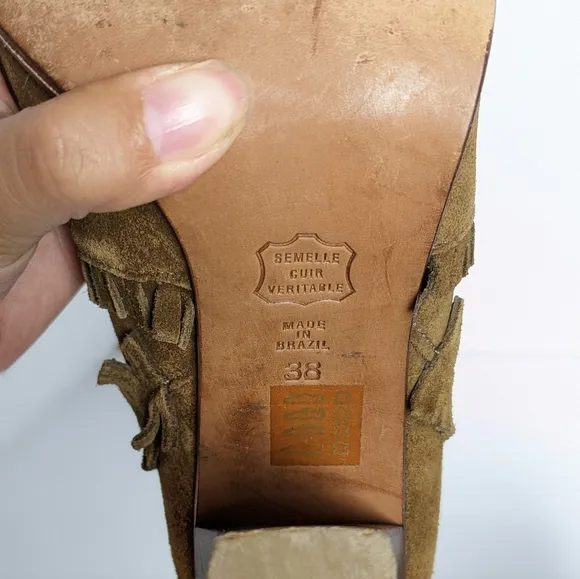 SEMELLE
CUIR
VERITABLE
MADE
IN
BRAZIL
38